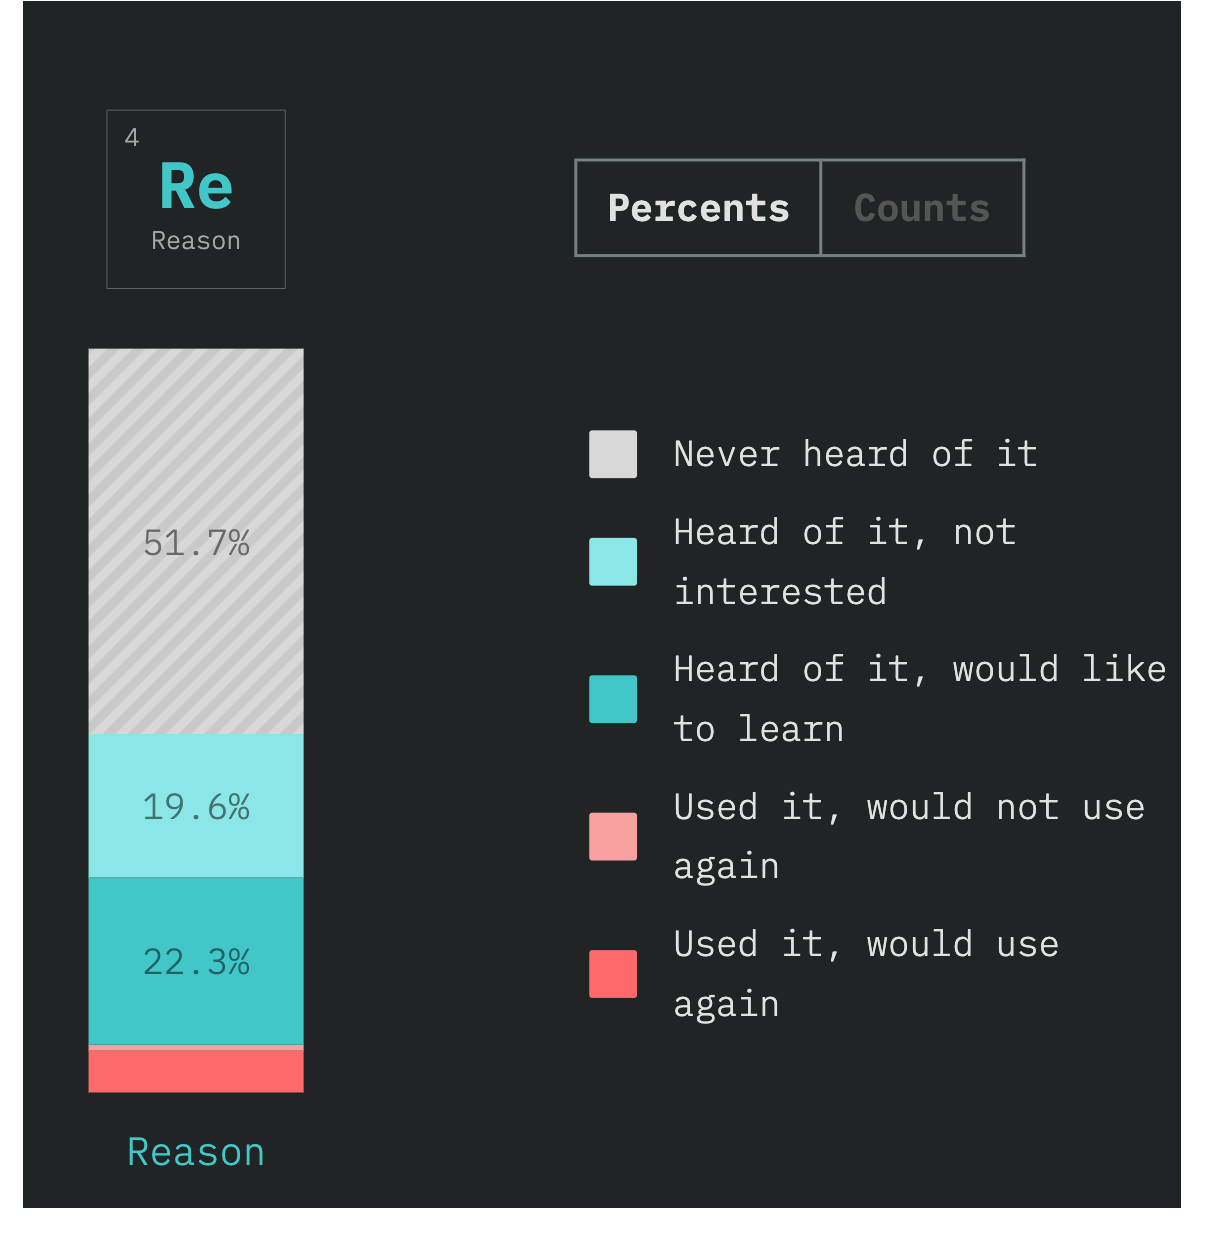 4
Re
Reason
Percents Counts
51.7%
19.6%
22.3%
Reason
Never heard of it
Heard of it, not
interested
Heard of it, would like
to learn
Used it, would not use
again
Used it, would use
again